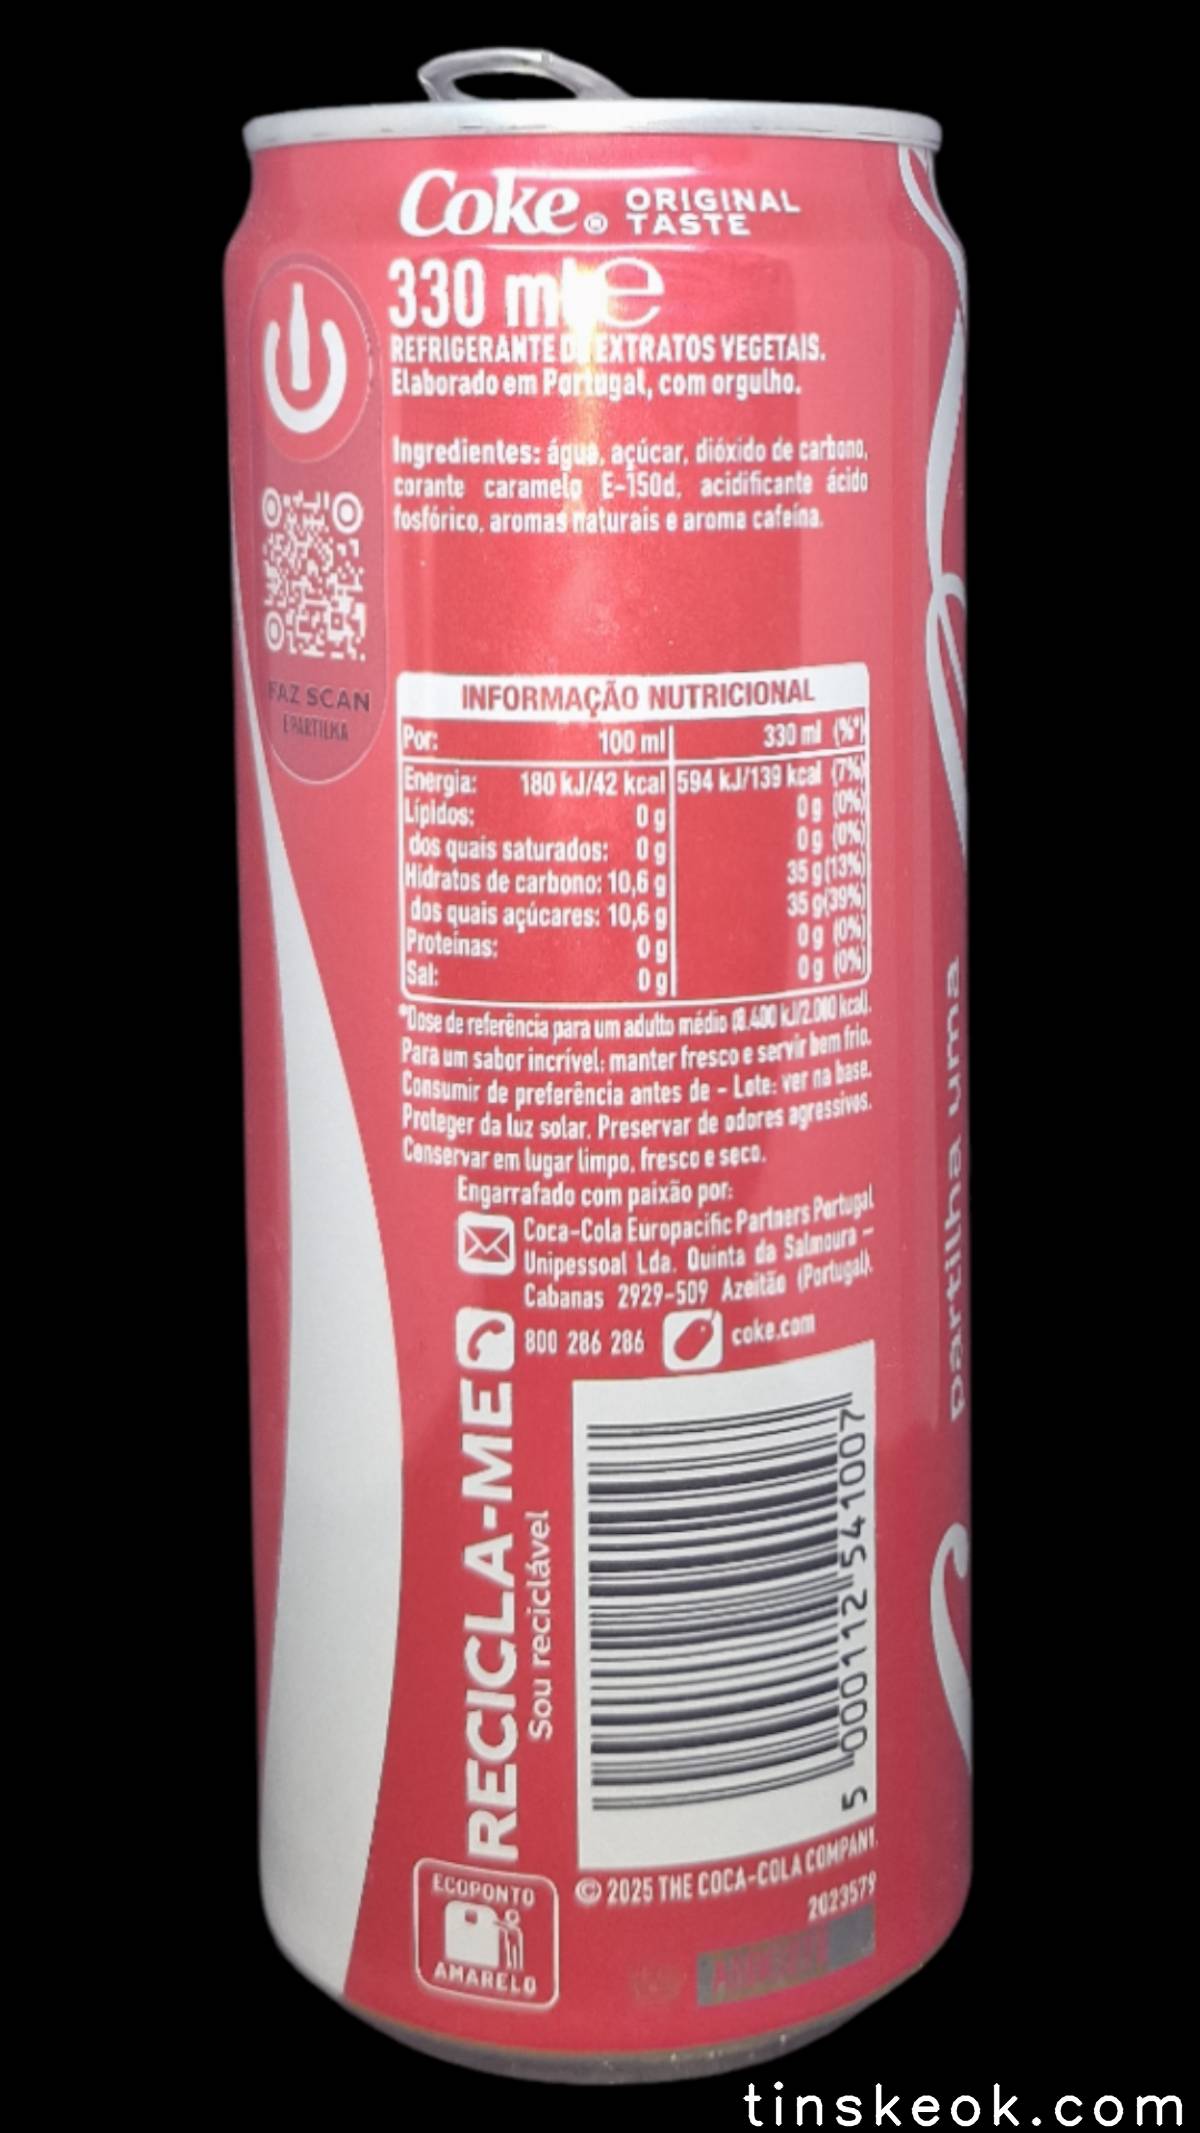 Coke® ORIGINAL TASTE
330 ml e
REFRIGERANTE DE EXTRATOS VEGETAIS.
Elaborado em Portugal, com orgulho.
Ingredientes: água, açúcar, dióxido de carbono,
corante caramelo E-150d, acidificante ácido
fosfórico, aromas naturais e aroma cafeína.
FAZ SCAN
E PARTILHA
INFORMAÇÃO NUTRICIONAL
Por: 100 ml 330 ml (%*)
Energia: 180 kJ/42 kcal 594 kJ/139 kcal (7%)
Lípidos: 0 g 0 g (0%)
dos quais saturados: 0 g 0 g (0%)
Hidratos de carbono: 10,6 g 35 g (13%)
dos quais açúcares: 10,6 g 35 g (39%)
Proteínas: 0 g 0 g (0%)
Sal: 0 g 0 g (0%)
*Dose de referência para um adulto médio (8.400 kJ/2.000 kcal).
Para um sabor incrível: manter fresco e servir bem frio.
Consumir de preferência antes de - Lote: ver na base.
Proteger da luz solar. Preservar de odores agressivos.
Conservar em lugar limpo, fresco e seco.
Engarrafado com paixão por:
Coca-Cola Europacific Partners Portugal
Unipessoal Lda. Quinta da Salmoura –
Cabanas 2929-509 Azeitão (Portugal).
800 286 286 coke.com
RECICLA-ME
Sou reciclável
5 000112 541007
partilha uma
ECOPONTO
AMARELO
© 2025 THE COCA-COLA COMPANY.
2023579
tinskeok.com